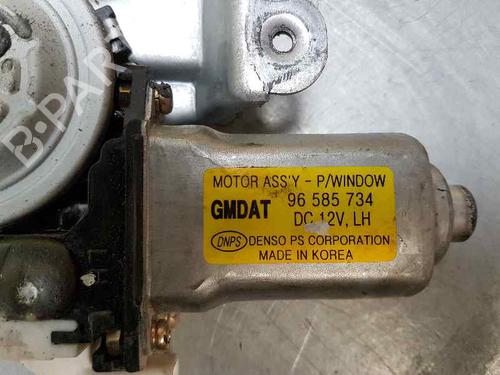 B-PARTS
MOTOR ASS'Y - P/WINDOW
GMDAT 96 585 734
DC 12V, LH
DNPS DENSO PS CORPORATION
MADE IN KOREA